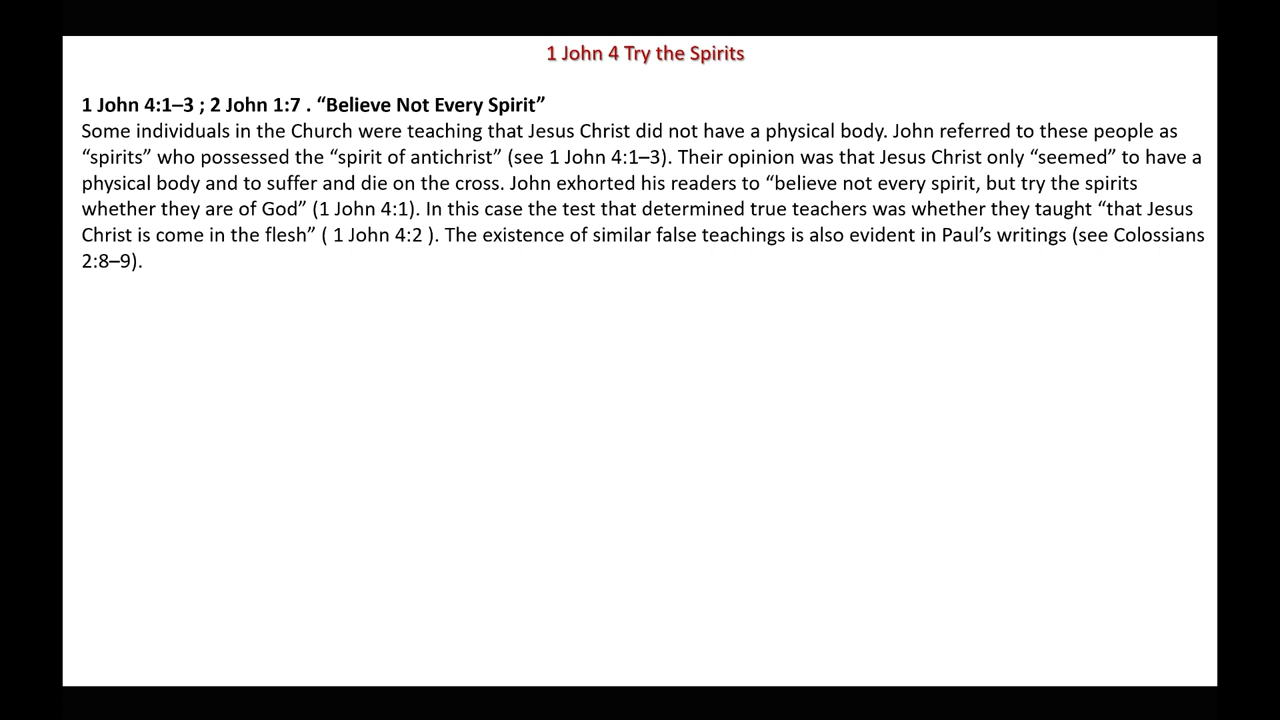 1 John 4 Try the Spirits
1 John 4:1–3 ; 2 John 1:7 . “Believe Not Every Spirit”
Some individuals in the Church were teaching that Jesus Christ did not have a physical body. John referred to these people as
“spirits” who possessed the “spirit of antichrist” (see 1 John 4:1–3). Their opinion was that Jesus Christ only “seemed” to have a
physical body and to suffer and die on the cross. John exhorted his readers to “believe not every spirit, but try the spirits
whether they are of God” (1 John 4:1). In this case the test that determined true teachers was whether they taught “that Jesus
Christ is come in the flesh” ( 1 John 4:2 ). The existence of similar false teachings is also evident in Paul’s writings (see Colossians
2:8–9).